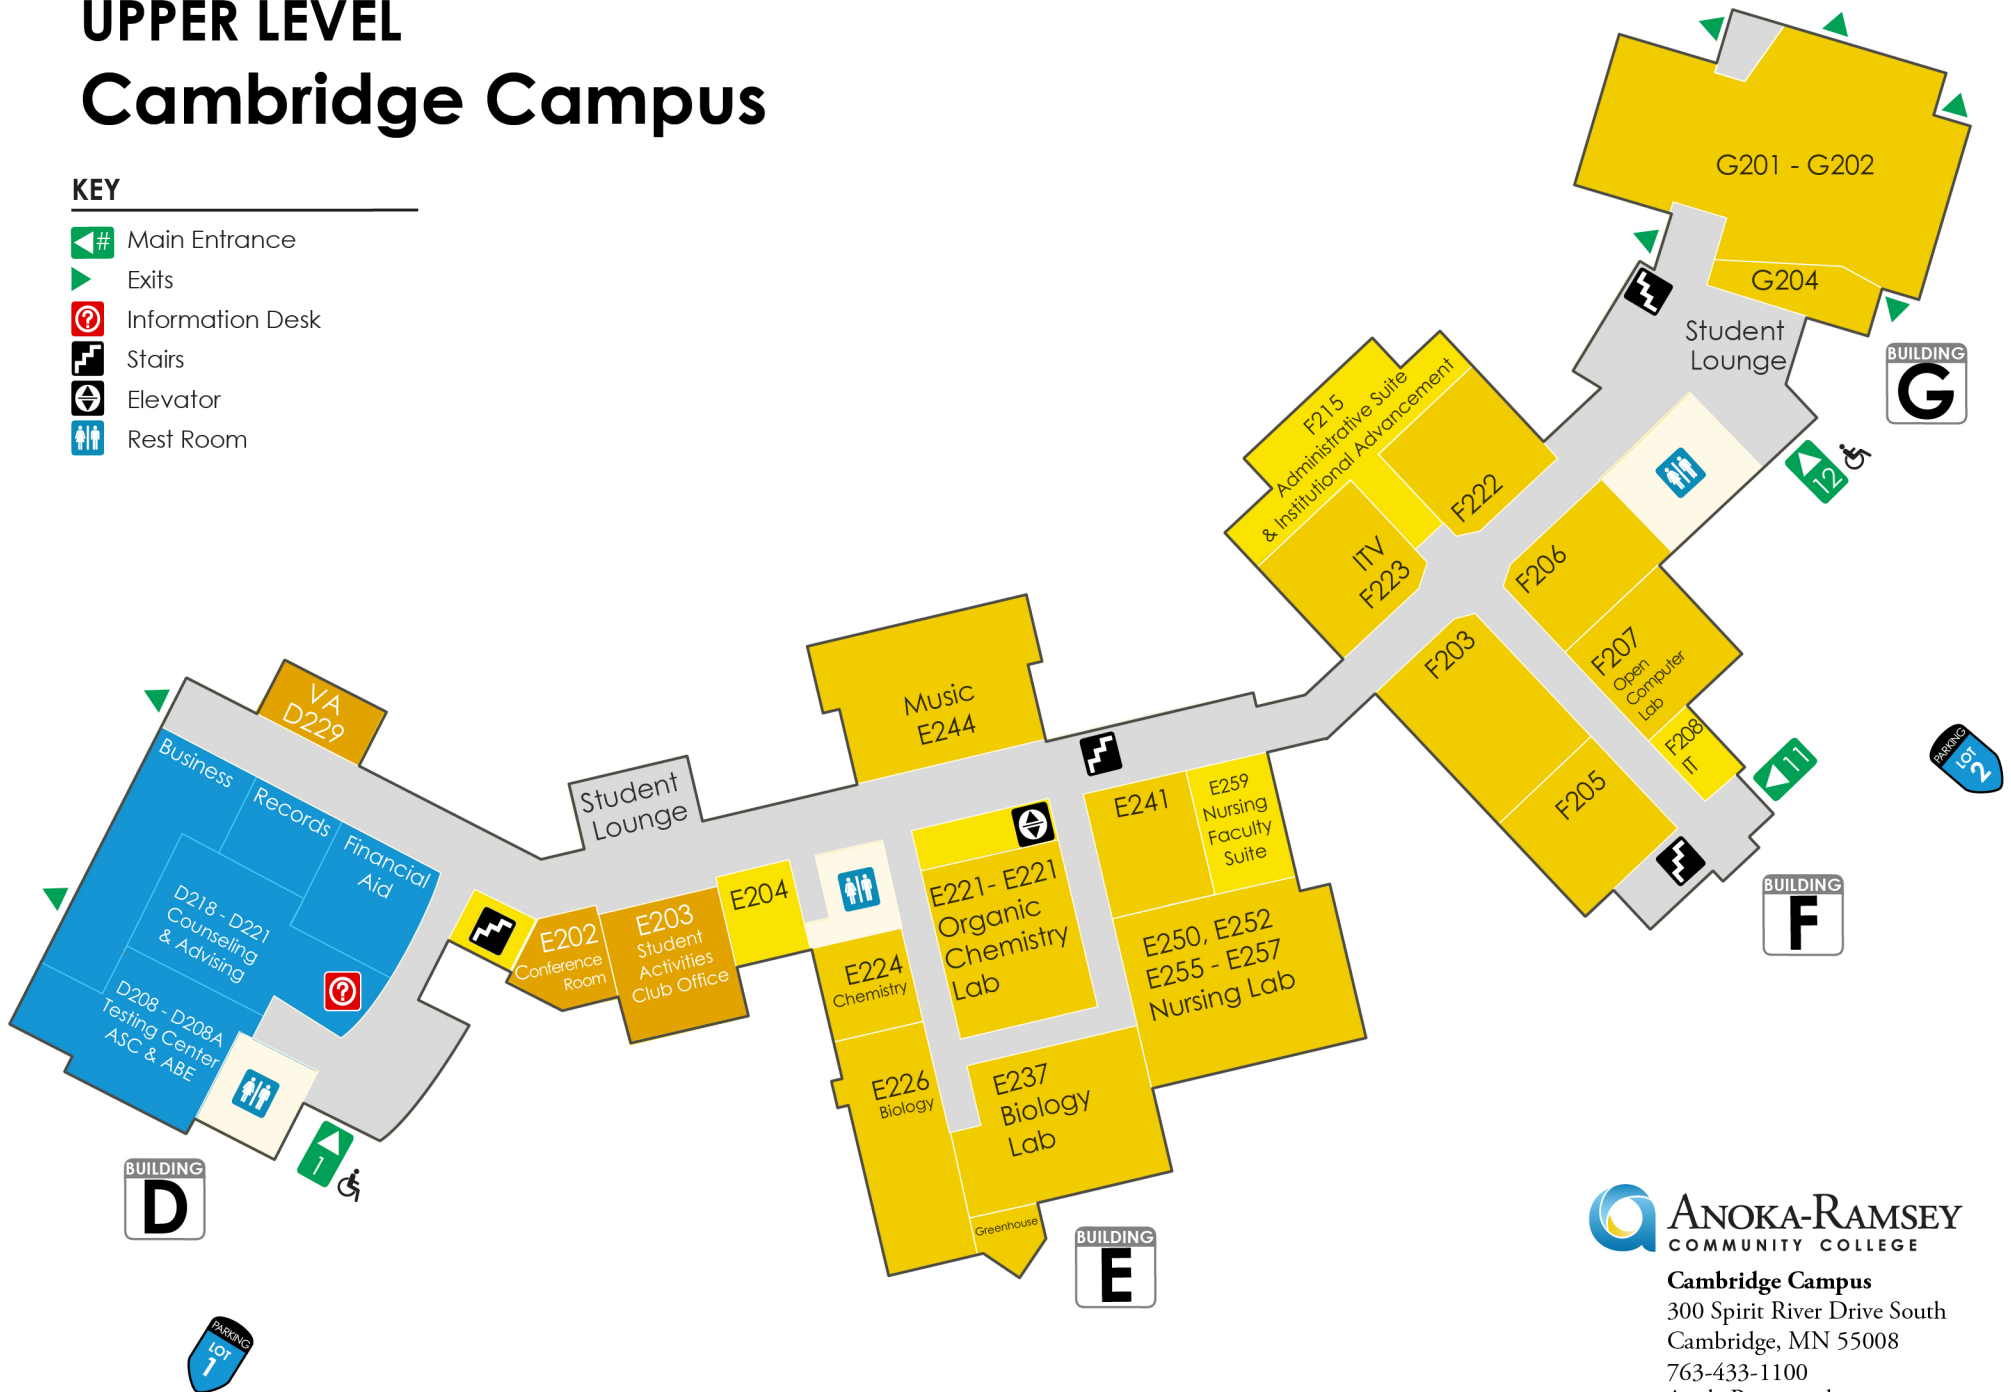 UPPER LEVEL
Cambridge Campus
KEY
# Main Entrance
Exits
? Information Desk
Stairs
Elevator
Rest Room
G201 - G202
G204
Student
Lounge
BUILDING
G
12
F215
Administrative Suite
& Institutional Advancement
F222
ITV
F223
F206
F207
Open
Computer
Lab
F208
IT
F203
F205
11
BUILDING
F
PARKING
LOT
2
Music
E244
Student
Lounge
VA
D229
Business
Records
Financial
Aid
D218 - D221
Counseling
& Advising
D208 - D208A
Testing Center
ASC & ABE
?
1
BUILDING
D
E202
Conference
Room
E203
Student
Activities
Club Office
E204
E224
Chemistry
E226
Biology
E221- E221
Organic
Chemistry
Lab
E241
E259
Nursing
Faculty
Suite
E250, E252
E255 - E257
Nursing Lab
E237
Biology
Lab
Greenhouse
BUILDING
E
PARKING
LOT
1
ANOKA-RAMSEY
COMMUNITY COLLEGE
Cambridge Campus
300 Spirit River Drive South
Cambridge, MN 55008
763-433-1100